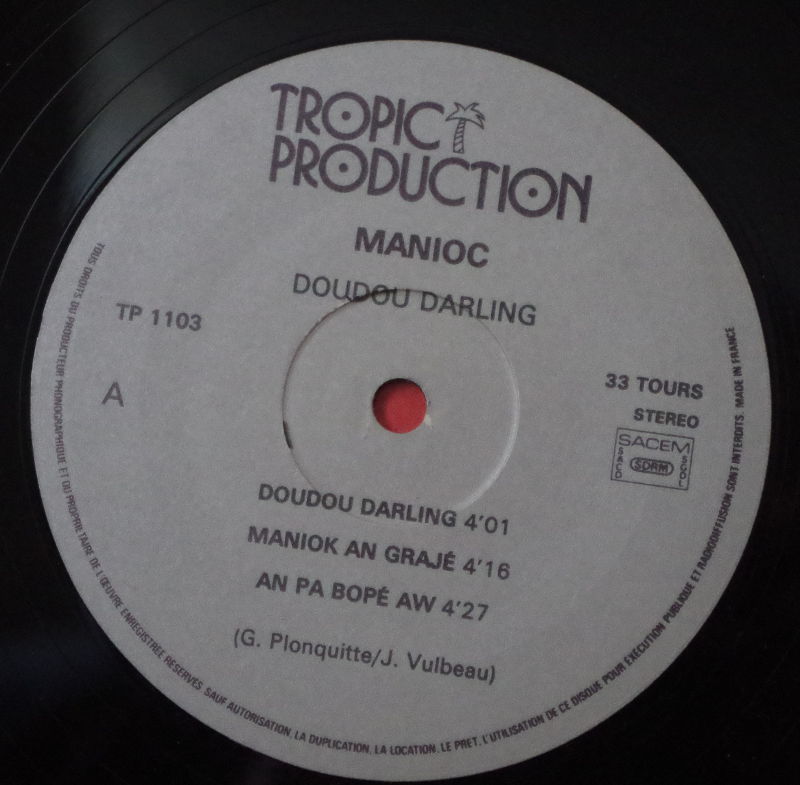 TROPIC
PRODUCTION
MANIOC
DOUDOU DARLING
TP 1103
A
33 TOURS
STEREO
SACEM
SACD
SDRM
SGDL
DOUDOU DARLING 4'01
MANIOK AN GRAJÉ 4'16
AN PA BOPÉ AW 4'27
(G. Plonquitte/J. Vulbeau)
TOUS DROITS DU PRODUCTEUR PHONOGRAPHIQUE ET DU PROPRIETAIRE DE L'ŒUVRE ENREGISTREE RESERVES SAUF AUTORISATION, LA DUPLICATION, LA LOCATION, LE PRET, L'UTILISATION DE CE DISQUE POUR EXECUTION PUBLIQUE ET RADIODIFFUSION SONT INTERDITS. MADE IN FRANCE